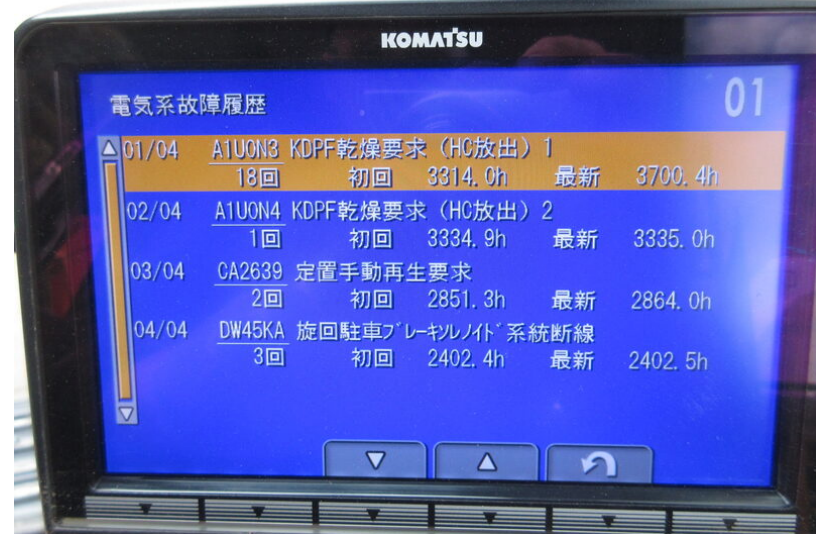 KOMATSU
電気系故障履歴 01
01/04 A1U0N3 KDPF乾燥要求（HC放出）1
18回 初回 3314.0h 最新 3700.4h
02/04 A1U0N4 KDPF乾燥要求（HC放出）2
1回 初回 3334.9h 最新 3335.0h
03/04 CA2639 定置手動再生要求
2回 初回 2851.3h 最新 2864.0h
04/04 DW45KA 旋回駐車ﾌﾞﾚｰｷｿﾚﾉｲﾄﾞ系統断線
3回 初回 2402.4h 最新 2402.5h